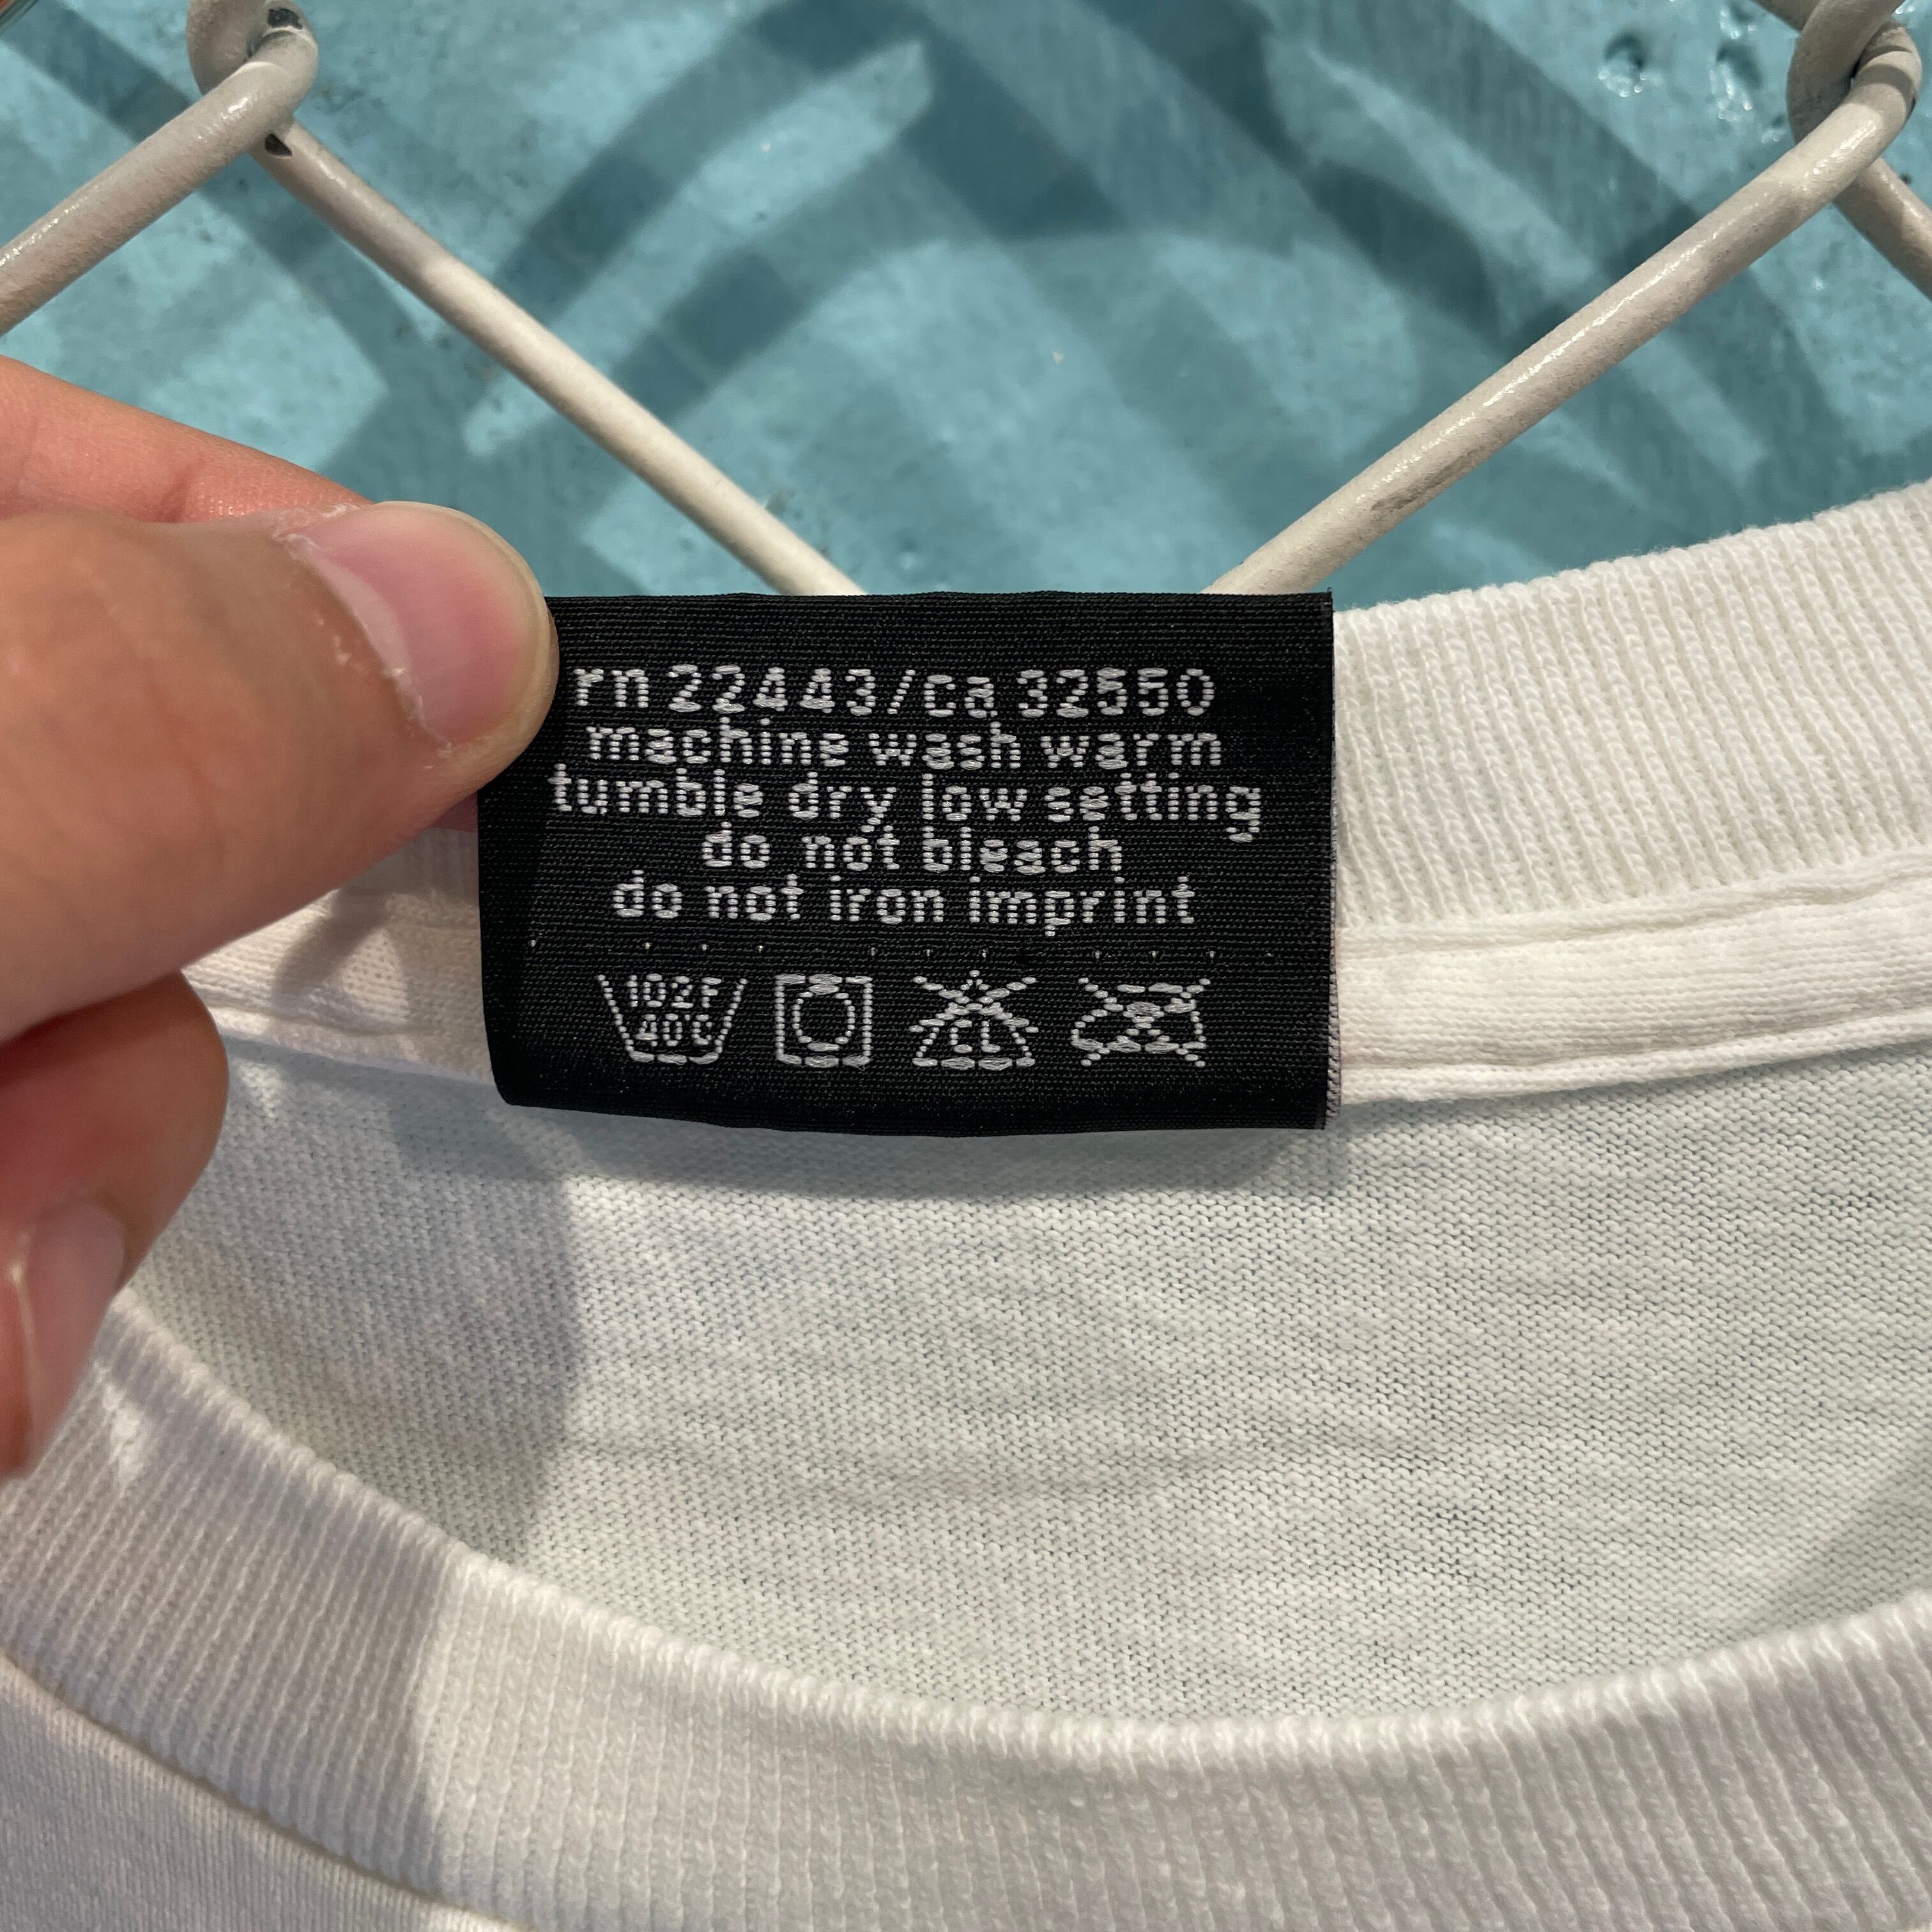 rn 22443/Ca 32550
machine wash warm
tumble dry low setting
do not bleach
do not iron imprint
102F
40C
CL